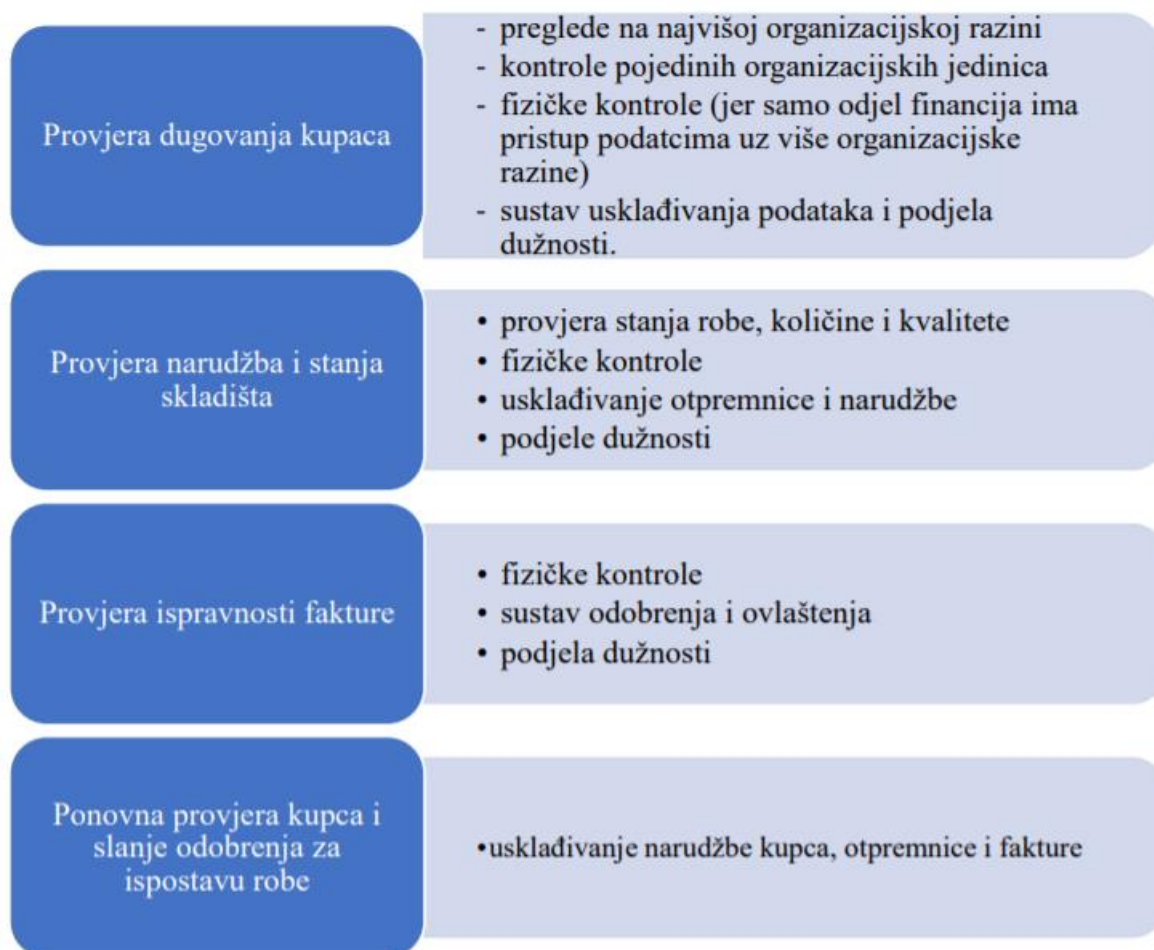 Provjera dugovanja kupaca
- preglede na najvišoj organizacijskoj razini
- kontrole pojedinih organizacijskih jedinica
- fizičke kontrole (jer samo odjel financija ima
pristup podatcima uz više organizacijske
razine)
- sustav usklađivanja podataka i podjela
dužnosti.
Provjera narudžba i stanja
skladišta
• provjera stanja robe, količine i kvalitete
• fizičke kontrole
• usklađivanje otpremnice i narudžbe
• podjele dužnosti
Provjera ispravnosti fakture
• fizičke kontrole
• sustav odobrenja i ovlaštenja
• podjela dužnosti
Ponovna provjera kupca i
slanje odobrenja za
ispostavu robe
•usklađivanje narudžbe kupca, otpremnice i fakture